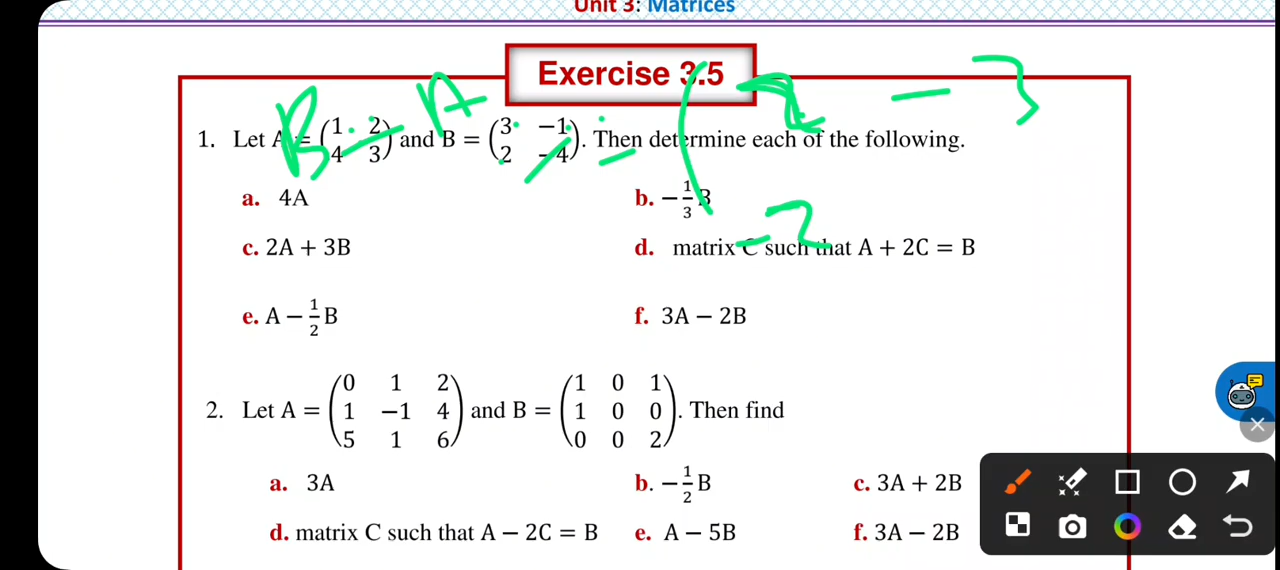 Unit 3: Matrices
Exercise 3.5
B - A
( 2 - 3
- 2
1. Let A = (1 2 4 3) and B = (3 −1 2 −4). Then determine each of the following.
a. 4A b. −1/3 B
c. 2A + 3B d. matrix C such that A + 2C = B
e. A − 1/2 B f. 3A − 2B
2. Let A = (0 1 2 1 −1 4 5 1 6) and B = (1 0 1 1 0 0 0 0 2). Then find
a. 3A b. −1/2 B c. 3A + 2B
d. matrix C such that A − 2C = B e. A − 5B f. 3A − 2B